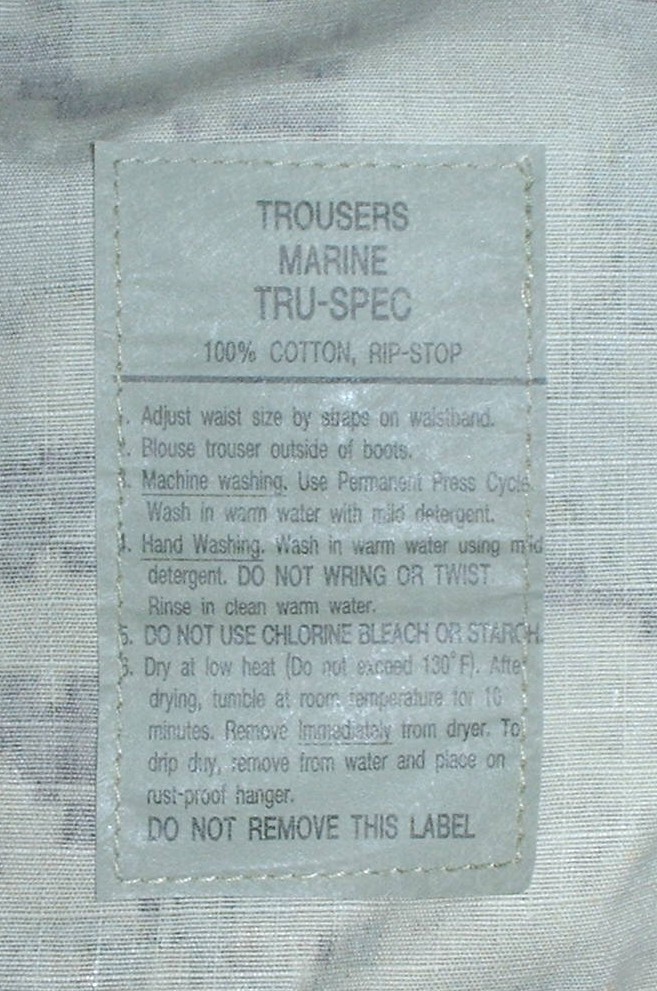 TROUSERS
MARINE
TRU-SPEC
100% COTTON, RIP-STOP
1. Adjust waist size by straps on waistband.
2. Blouse trouser outside of boots.
3. Machine washing. Use Permanent Press Cycle
Wash in warm water with mild detergent.
4. Hand Washing. Wash in warm water using mild
detergent. DO NOT WRING OR TWIST
Rinse in clean warm water.
5. DO NOT USE CHLORINE BLEACH OR STARCH.
6. Dry at low heat (Do not exceed 130°F). After
drying, tumble at room temperature for 10
minutes. Remove immediately from dryer. To
drip dry, remove from water and place on
rust-proof hanger.
DO NOT REMOVE THIS LABEL